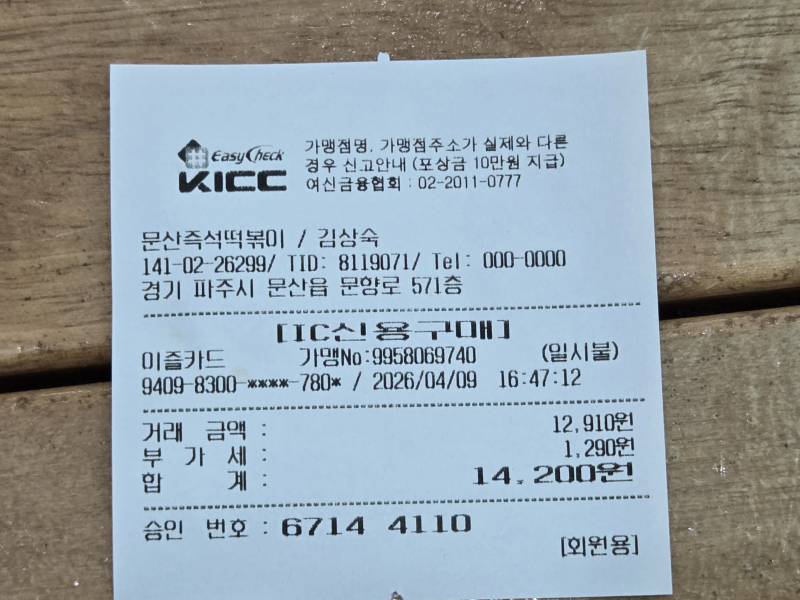 EasyCheck
KICC
가맹점명, 가맹점주소가 실제와 다른
경우 신고안내 (포상금 10만원 지급)
여신금융협회 : 02-2011-0777
문산즉석떡볶이 / 김상숙
141-02-26299/ TID: 8119071/ Tel: 000-0000
경기 파주시 문산읍 문향로 571층
[IC신용구매]
이즐카드 가맹No:9958069740 (일시불)
9409-8300-****-780* / 2026/04/09 16:47:12
거래 금액 : 12,910원
부 가 세 : 1,290원
합 계 : 14,200원
승인 번호 : 6714 4110
[회원용]